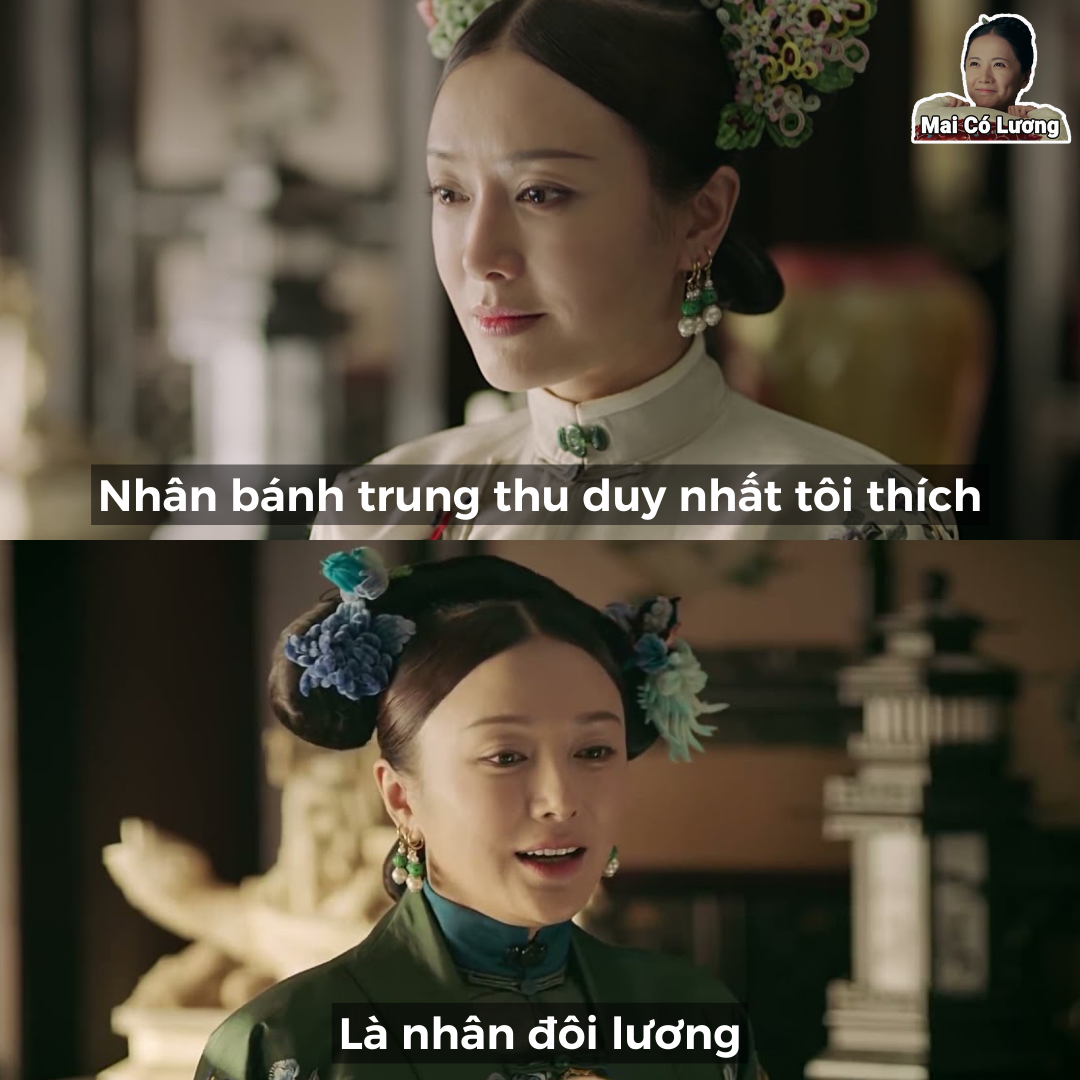 Mai Có Lương
Nhân bánh trung thu duy nhất tôi thích
Là nhân đôi lương